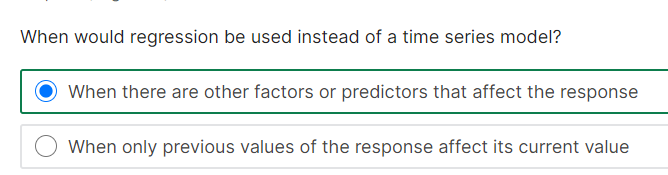 When would regression be used instead of a time series model?
When there are other factors or predictors that affect the response
When only previous values of the response affect its current value